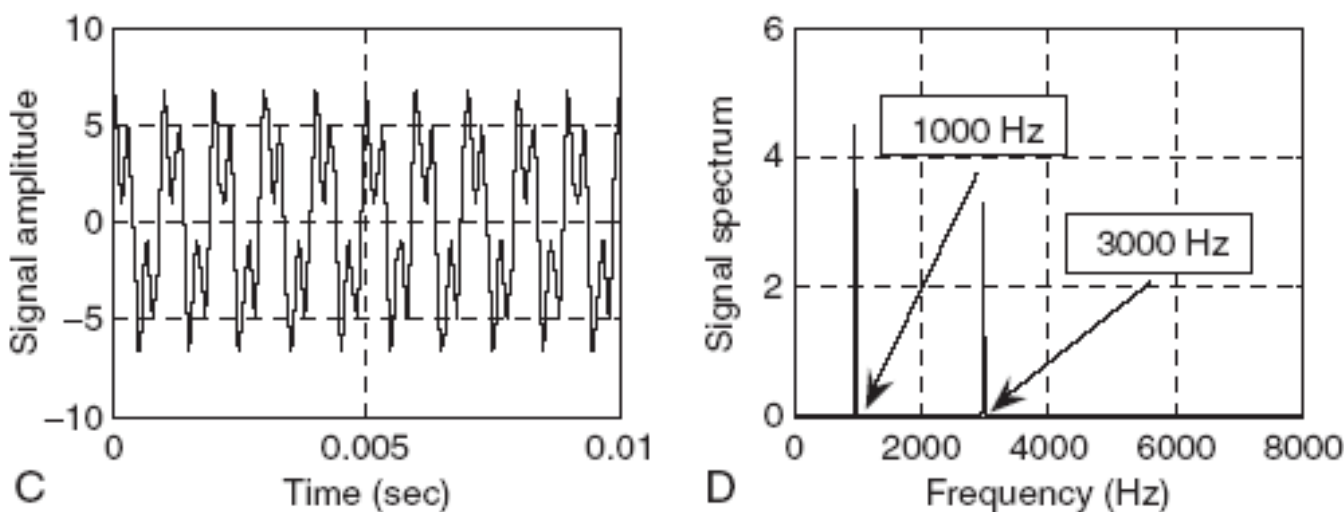 10
5
0
−5
−10
Signal amplitude
0 0.005 0.01
Time (sec)
C
6
4
2
0
Signal spectrum
1000 Hz
3000 Hz
0 2000 4000 6000 8000
Frequency (Hz)
D